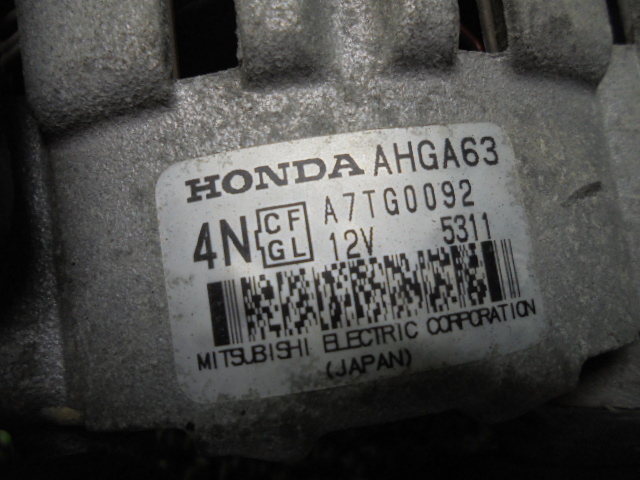 HONDA AHGA63
4N CF GL A7TG0092
12V 5311
MITSUBISHI ELECTRIC CORPORATION
(JAPAN)